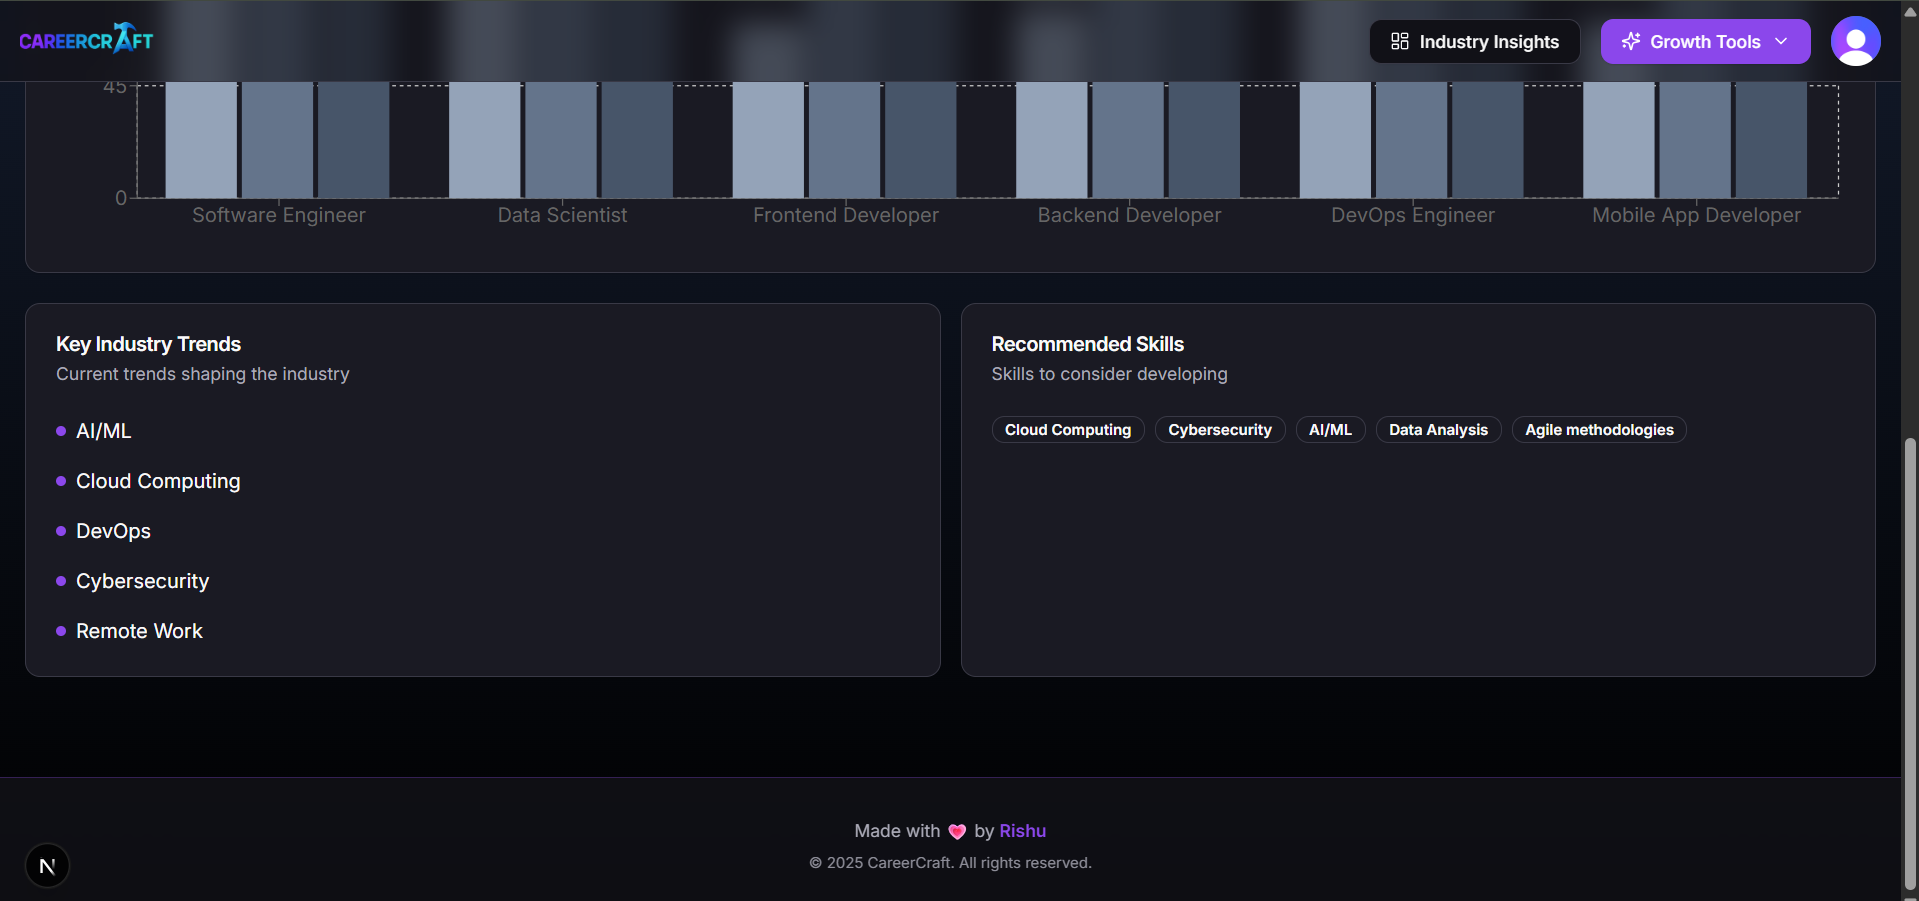 CAREERCRAFT
Industry Insights
Growth Tools
45
0
Software Engineer
Data Scientist
Frontend Developer
Backend Developer
DevOps Engineer
Mobile App Developer
Key Industry Trends
Current trends shaping the industry
AI/ML
Cloud Computing
DevOps
Cybersecurity
Remote Work
Recommended Skills
Skills to consider developing
Cloud Computing
Cybersecurity
AI/ML
Data Analysis
Agile methodologies
Made with 💗 by Rishu
© 2025 CareerCraft. All rights reserved.
N